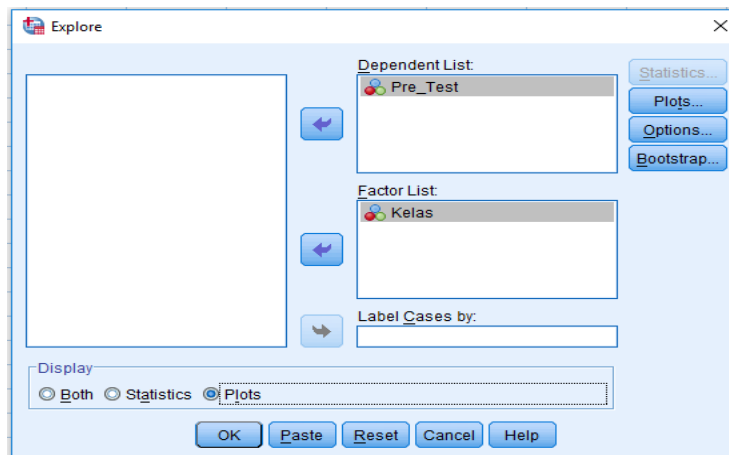 Explore
Dependent List:
Pre_Test
Statistics...
Plots...
Options...
Bootstrap...
Factor List:
Kelas
Label Cases by:
Display
Both Statistics Plots
OK Paste Reset Cancel Help